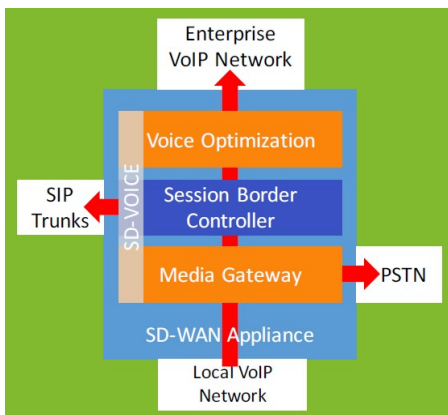 Enterprise
VoIP Network
Voice Optimization
SD-VOICE
SIP
Trunks
Session Border
Controller
Media Gateway
PSTN
SD-WAN Appliance
Local VoIP
Network